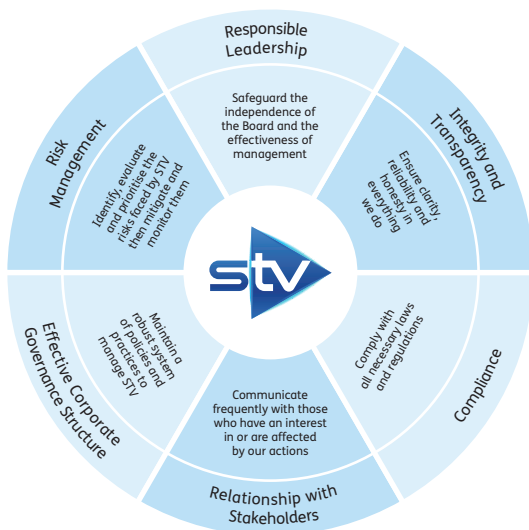 Responsible
Leadership
Safeguard the
independence of
the Board and the
effectiveness of
management
Integrity and
Transparency
Ensure clarity,
reliability and
honesty in
everything
we do
Compliance
Comply with
all necessary laws
and regulations
Relationship with
Stakeholders
Communicate
frequently with those
who have an interest
in or are affected
by our actions
Effective Corporate
Governance Structure
Maintain a
robust system
of policies and
practices to
manage STV
Risk
Management
Identify, evaluate
and prioritise the
risks faced by STV
then mitigate and
monitor them
stv